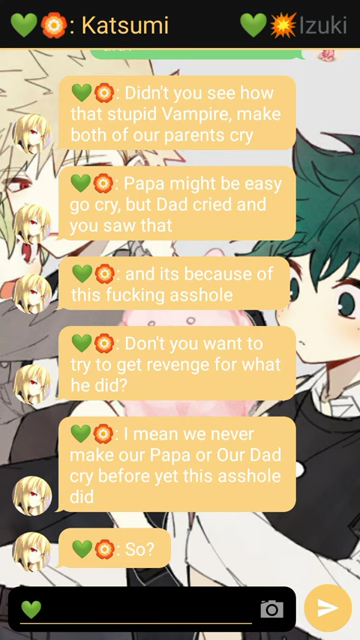 💚🏵️: Katsumi 💚💥Izuki
💚🏵️: Didn't you see how
that stupid Vampire, make
both of our parents cry
💚🏵️: Papa might be easy
go cry, but Dad cried and
you saw that
💚🏵️: and its because of
this fucking asshole
💚🏵️: Don't you want to
try to get revenge for what
he did?
💚🏵️: I mean we never
make our Papa or Our Dad
cry before yet this asshole
did
💚🏵️: So?
💚